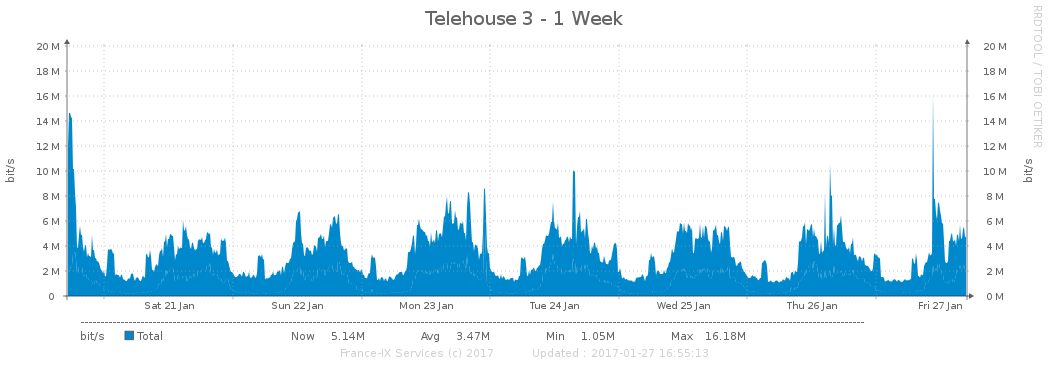 Telehouse 3 - 1 Week
RRDTOOL / TOBI OETIKER
bit/s
20 M 20 M
18 M 18 M
16 M 16 M
14 M 14 M
12 M 12 M
10 M 10 M
8 M 8 M
6 M 6 M
4 M 4 M
2 M 2 M
0 0 M
bit/s
Sat 21 Jan Sun 22 Jan Mon 23 Jan Tue 24 Jan Wed 25 Jan Thu 26 Jan Fri 27 Jan
bit/s Total Now 5.14M Avg 3.47M Min 1.05M Max 16.18M
France-IX Services (c) 2017 Updated : 2017-01-27 16:55:13